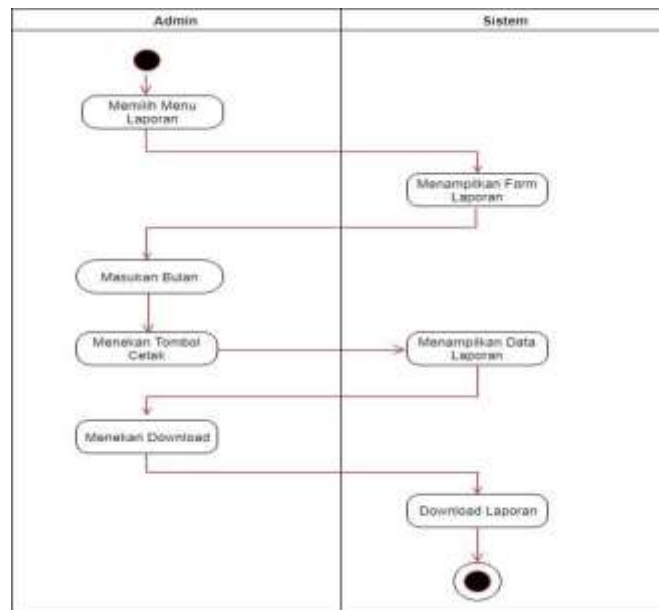 Admin
Sistem
Memilih Menu
Laporan
Menampilkan Form
Laporan
Masukan Bulan
Menekan Tombol
Cetak
Menampilkan Data
Laporan
Menekan Download
Download Laporan